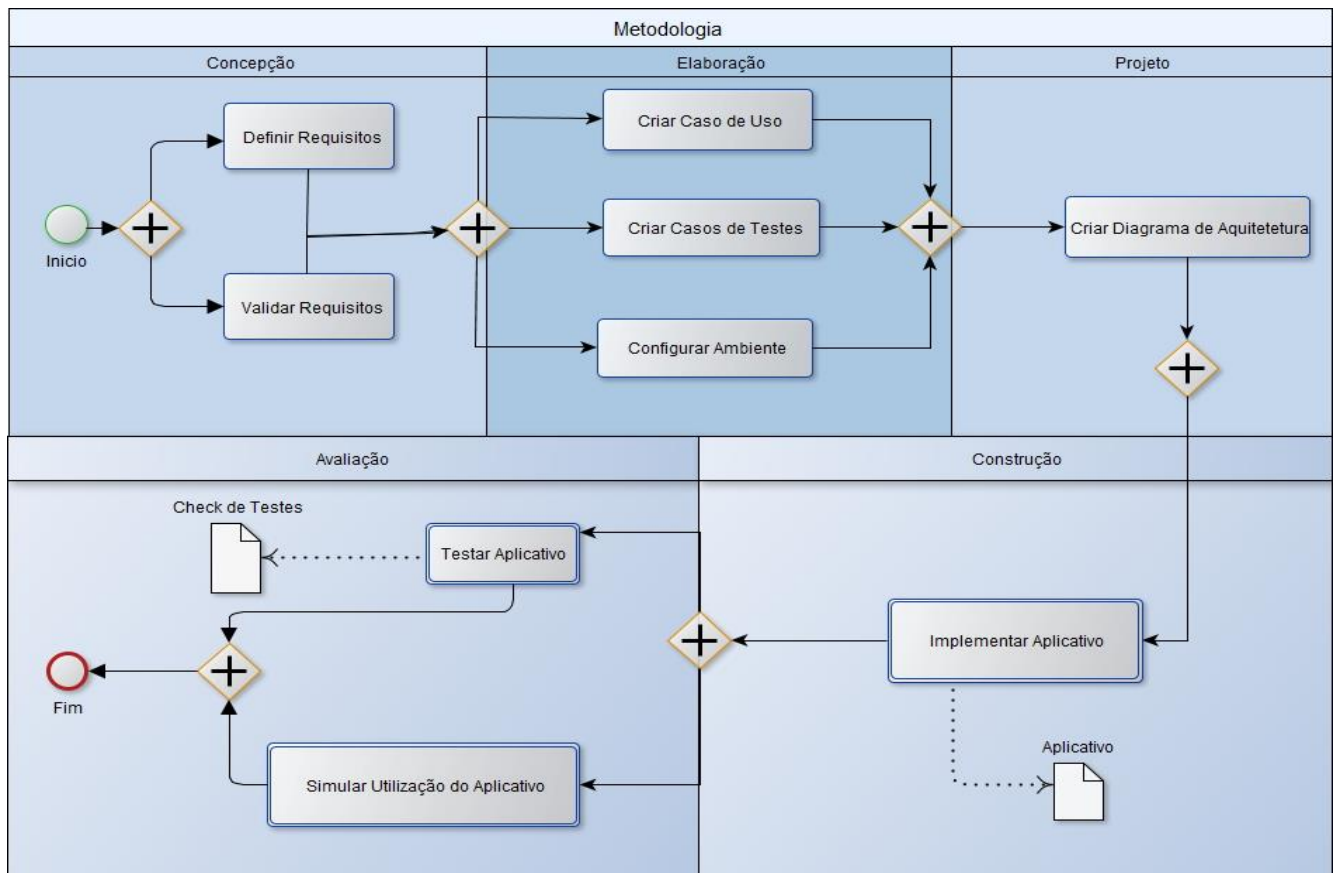 Metodologia
Concepção
Elaboração
Projeto
Definir Requisitos
Criar Caso de Uso
Inicio
Criar Casos de Testes
Criar Diagrama de Aquitetetura
Validar Requisitos
Configurar Ambiente
Avaliação
Construção
Check de Testes
Testar Aplicativo
Implementar Aplicativo
Fim
Simular Utilização do Aplicativo
Aplicativo